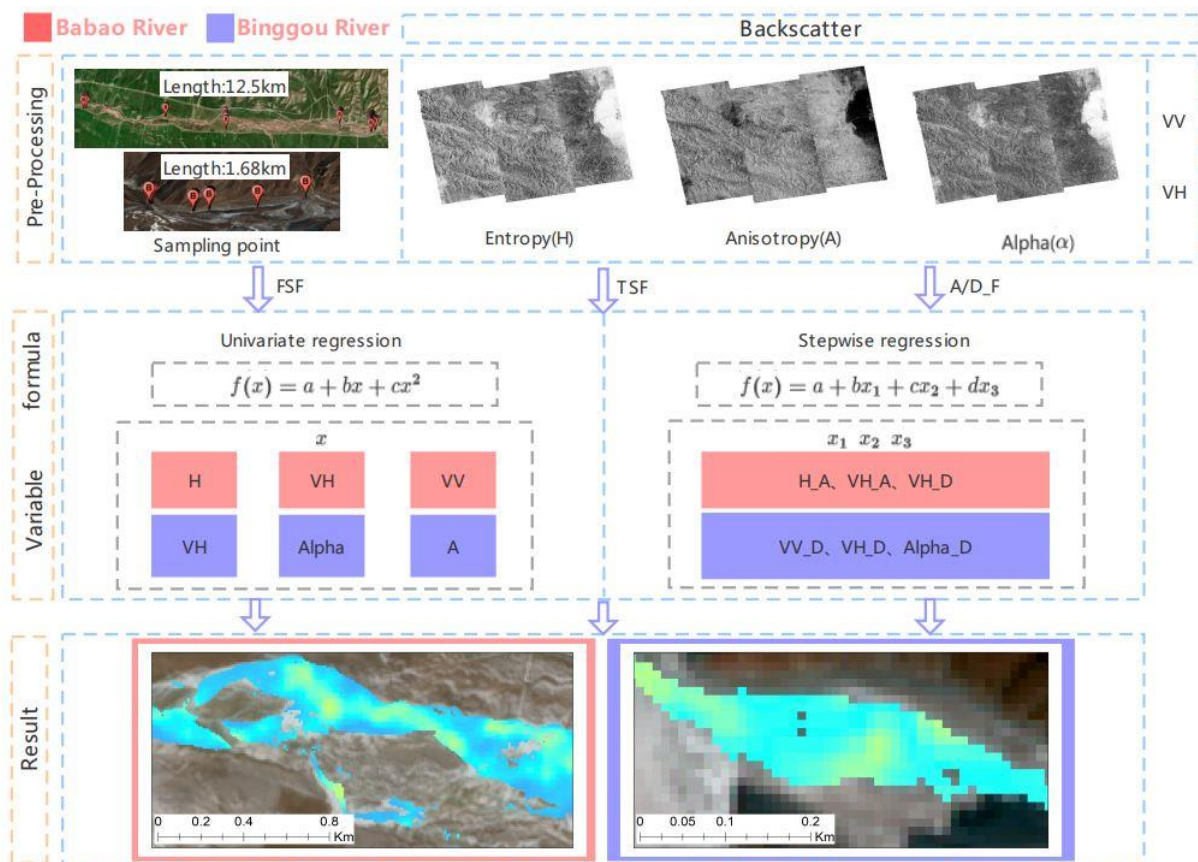 Babao River
Binggou River
Backscatter
Pre-Processing
Length:12.5km
Length:1.68km
B
B
B
B
B
Sampling point
Entropy(H)
Anisotropy(A)
Alpha(α)
VV
VH
FSF
TSF
A/D_F
formula
Univariate regression
Stepwise regression
f(x) = a + bx + cx²
f(x) = a + bx₁ + cx₂ + dx₃
Variable
x
x₁ x₂ x₃
H
VH
VV
H_A、VH_A、VH_D
VH
Alpha
A
VV_D、VH_D、Alpha_D
Result
0 0.2 0.4 0.8
Km
0 0.05 0.1 0.2
Km